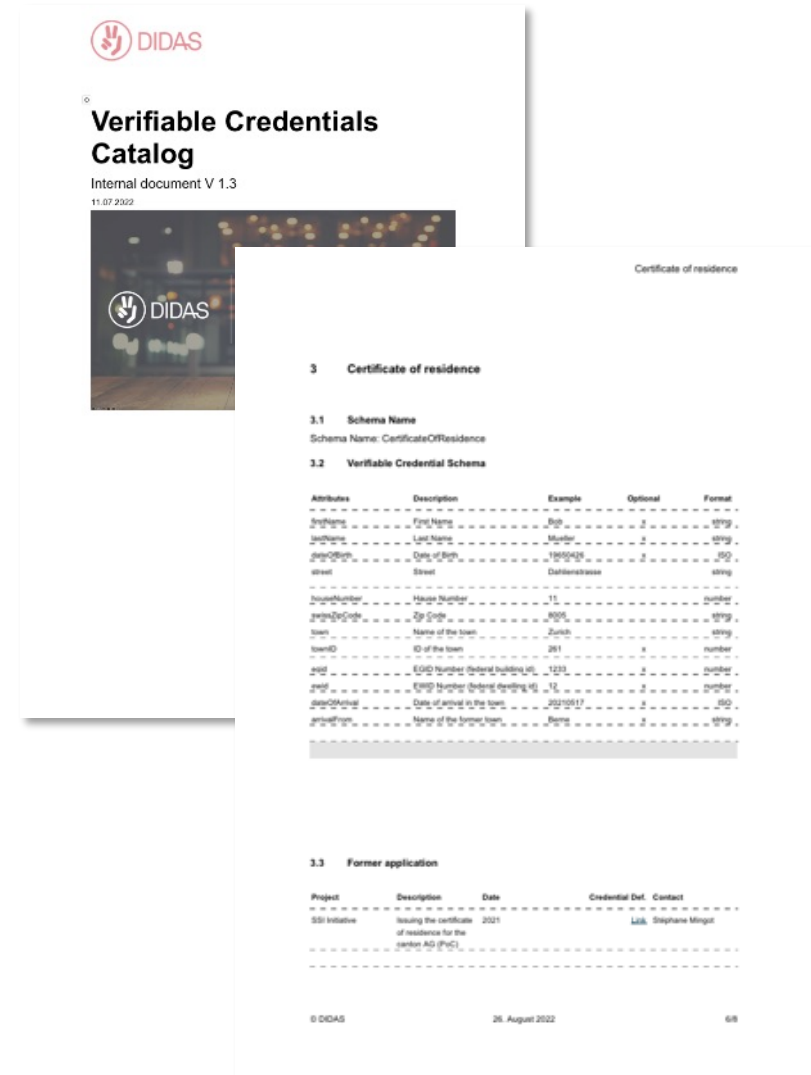 DIDAS
Verifiable Credentials
Catalog
Internal document V 1.3
11.07.2022
DIDAS
Certificate of residence
3 Certificate of residence
3.1 Schema Name
Schema Name: CertificateOfResidence
3.2 Verifiable Credential Schema
Attributes Description Example Optional Format
firstName First Name Bob x string
lastName Last Name Mueller x string
dateOfBirth Date of Birth 19650426 x ISO
street Street Dahlienstrasse string
houseNumber Hause Number 11 number
swissZipCode Zip Code 8005 string
town Name of the town Zurich string
townID ID of the town 261 x number
egid EGID Number (federal building id) 1233 x number
ewid EWID Number (federal dwelling id) 12 x number
dateOfArrival Date of arrival in the town 20210517 x ISO
arrivalFrom Name of the former town Berne x string
3.3 Former application
Project Description Date Credential Def. Contact
SSI Initiative Issuing the certificate 2021 Link Stéphane Mingot
of residence for the
canton AG (PoC)
© DIDAS 26. August 2022 6/8